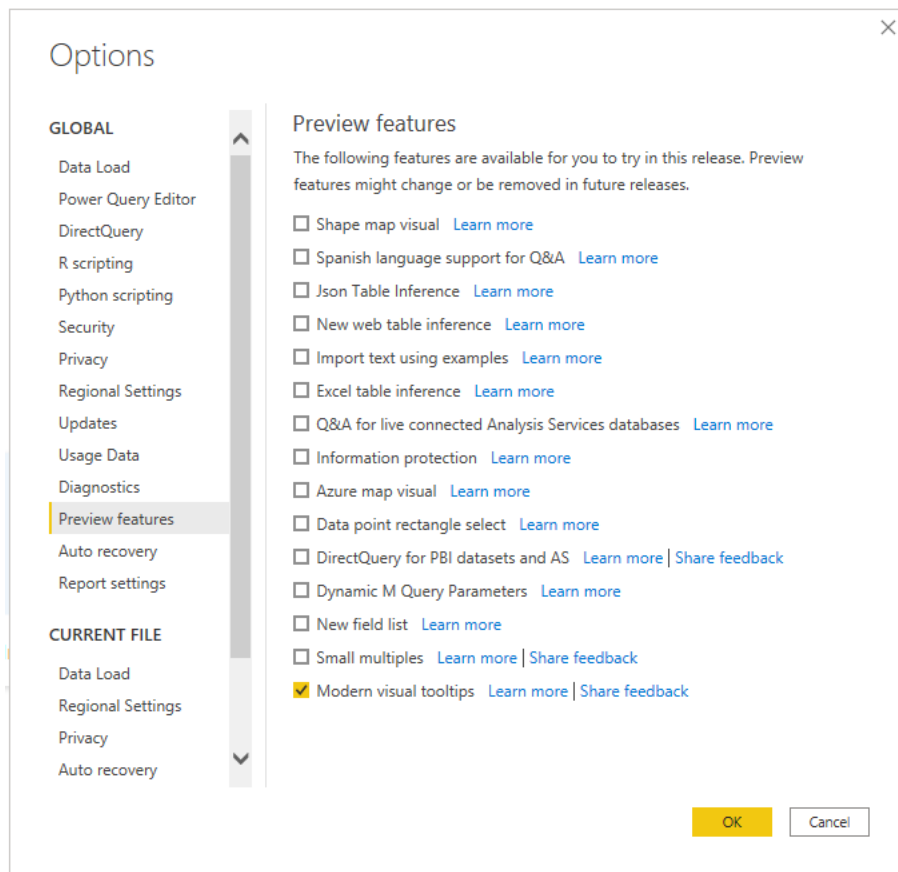 Options
GLOBAL
Data Load
Power Query Editor
DirectQuery
R scripting
Python scripting
Security
Privacy
Regional Settings
Updates
Usage Data
Diagnostics
Preview features
Auto recovery
Report settings
CURRENT FILE
Data Load
Regional Settings
Privacy
Auto recovery
Preview features
The following features are available for you to try in this release. Preview
features might change or be removed in future releases.
Shape map visual Learn more
Spanish language support for Q&A Learn more
Json Table Inference Learn more
New web table inference Learn more
Import text using examples Learn more
Excel table inference Learn more
Q&A for live connected Analysis Services databases Learn more
Information protection Learn more
Azure map visual Learn more
Data point rectangle select Learn more
DirectQuery for PBI datasets and AS Learn more | Share feedback
Dynamic M Query Parameters Learn more
New field list Learn more
Small multiples Learn more | Share feedback
Modern visual tooltips Learn more | Share feedback
OK Cancel